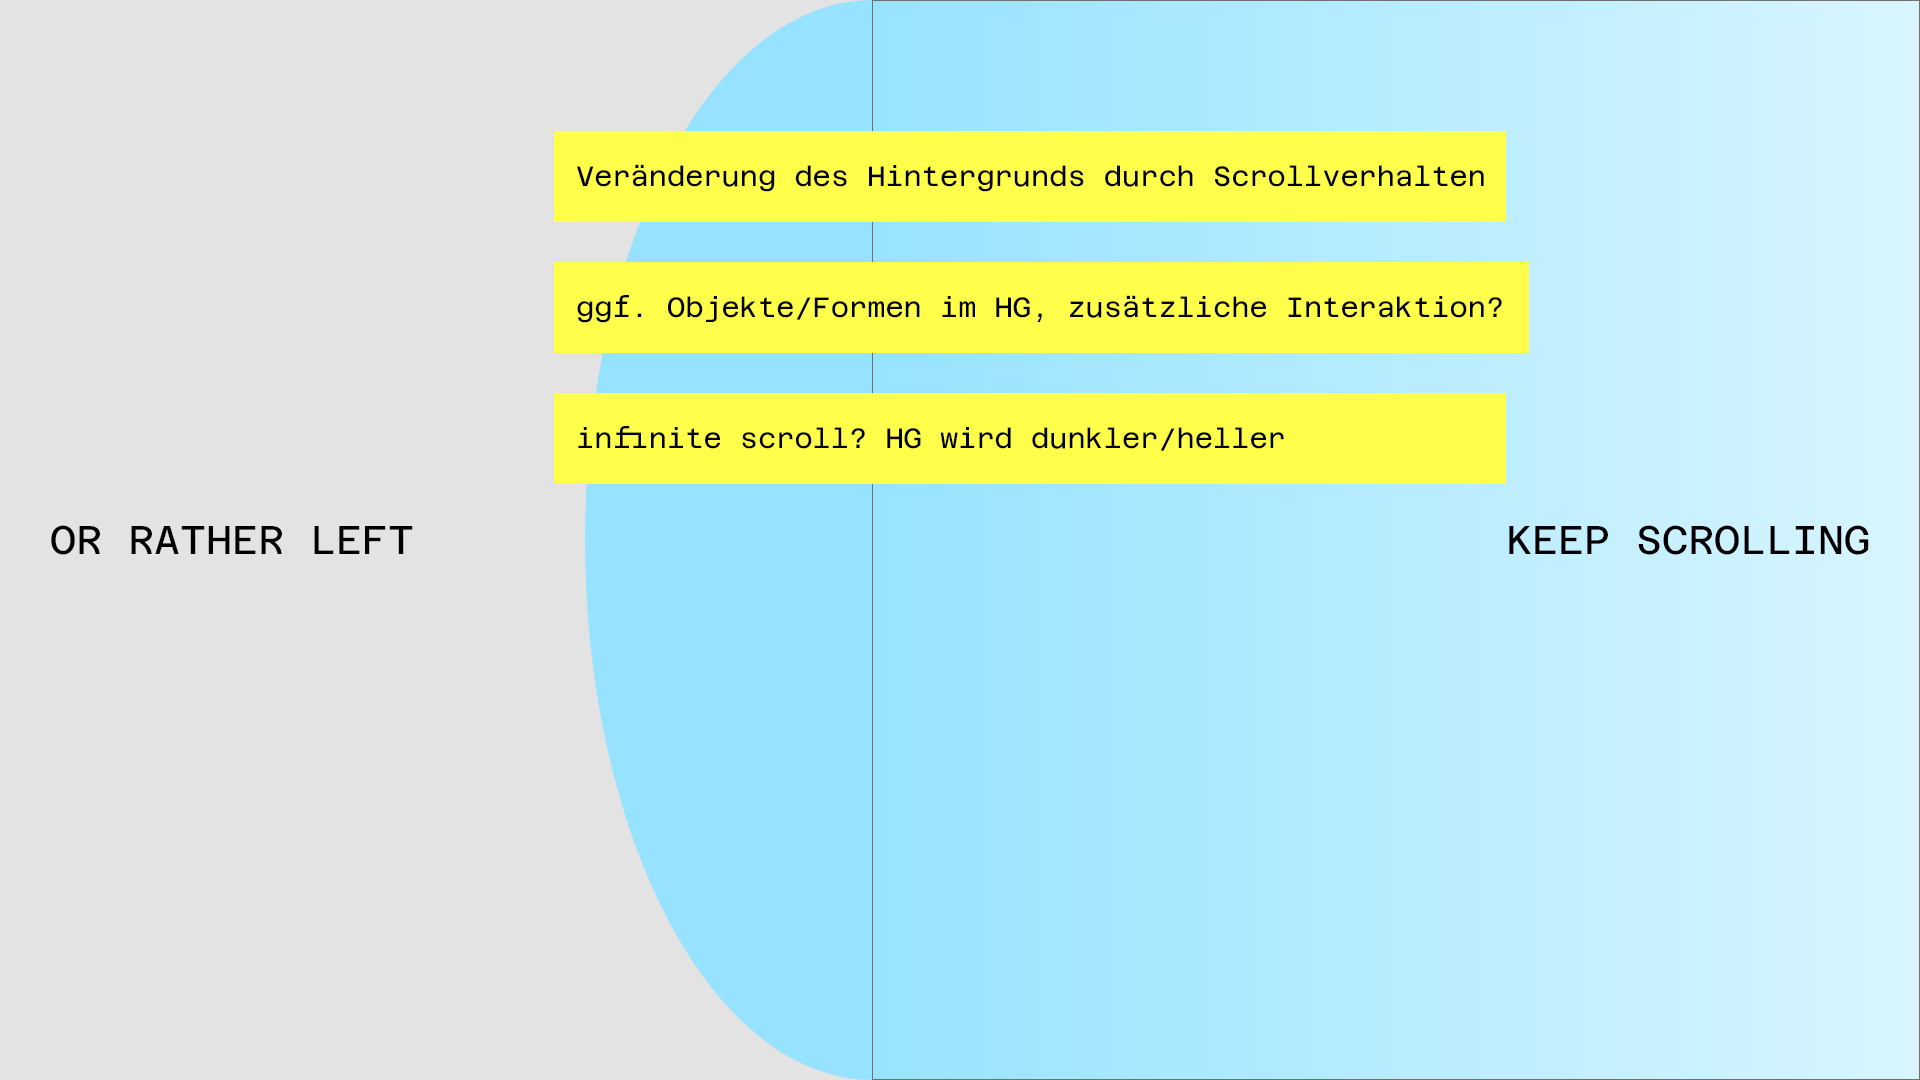 Veränderung des Hintergrunds durch Scrollverhalten
ggf. Objekte/Formen im HG, zusätzliche Interaktion?
infinite scroll? HG wird dunkler/heller
OR RATHER LEFT
KEEP SCROLLING